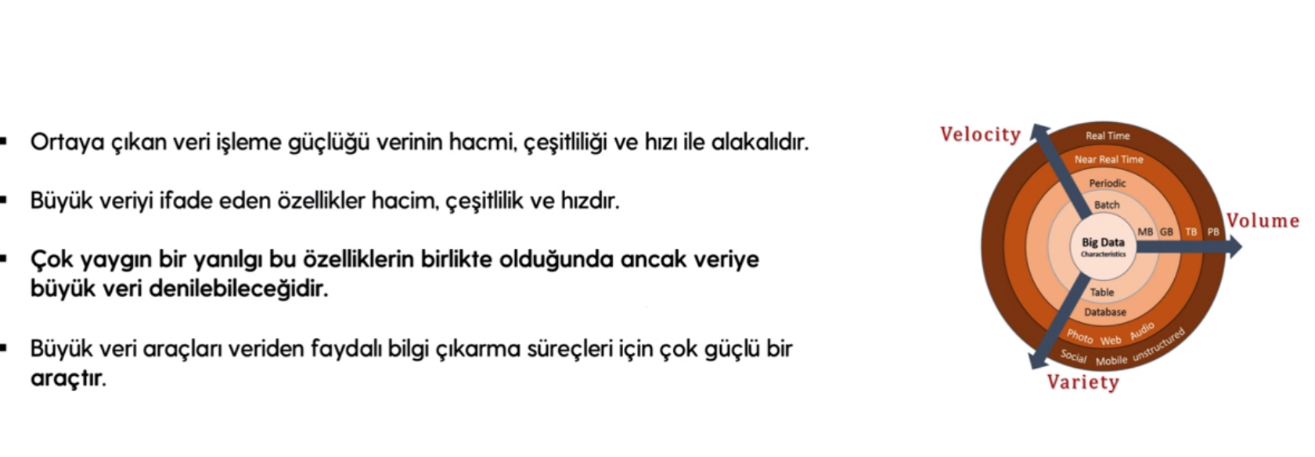 ▪ Ortaya çıkan veri işleme güçlüğü verinin hacmi, çeşitliliği ve hızı ile alakalıdır.
▪ Büyük veriyi ifade eden özellikler hacim, çeşitlilik ve hızdır.
▪ Çok yaygın bir yanılgı bu özelliklerin birlikte olduğunda ancak veriye
büyük veri denilebileceğidir.
▪ Büyük veri araçları veriden faydalı bilgi çıkarma süreçleri için çok güçlü bir
araçtır.
Velocity
Real Time
Near Real Time
Periodic
Batch
Big Data
Characteristics
MB GB TB PB
Volume
Table
Database
Photo Web Audio
Social Mobile unstructured
Variety